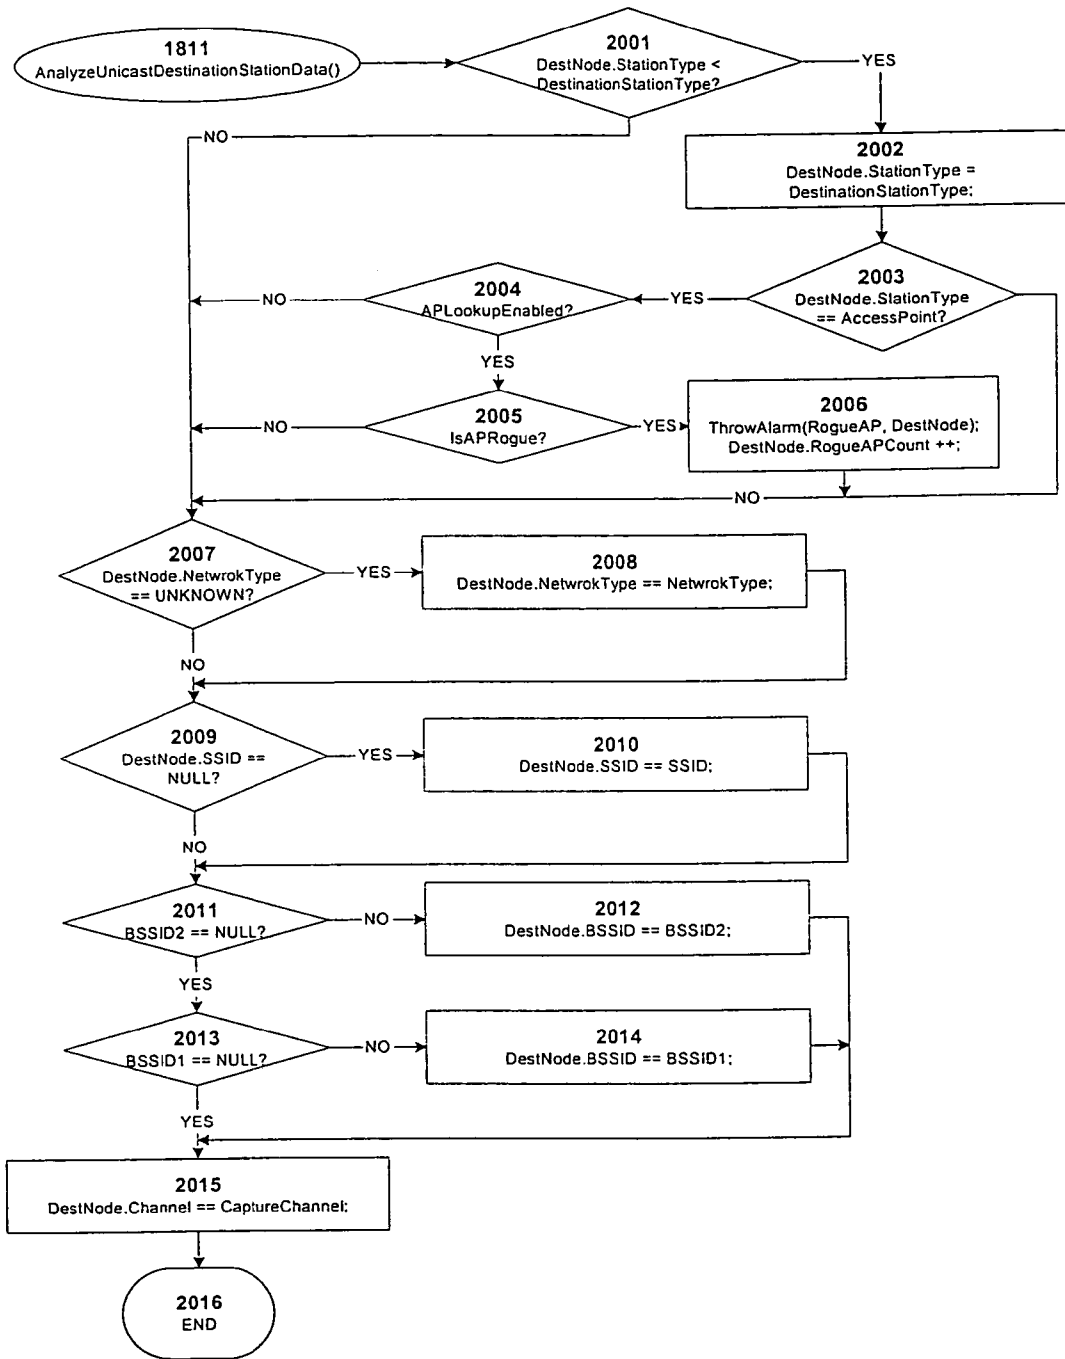 1811
AnalyzeUnicastDestinationStationData()
2001
DestNode.StationType <
DestinationStationType?
YES
NO
2002
DestNode.StationType =
DestinationStationType;
2003
DestNode.StationType
== AccessPoint?
YES
2004
APLookupEnabled?
NO
YES
2005
IsAPRogue?
NO
YES
2006
ThrowAlarm(RogueAP, DestNode);
DestNode.RogueAPCount ++;
NO
2007
DestNode.NetwrokType
== UNKNOWN?
YES
2008
DestNode.NetwrokType == NetwrokType;
NO
2009
DestNode.SSID ==
NULL?
YES
2010
DestNode.SSID == SSID;
NO
2011
BSSID2 == NULL?
NO
2012
DestNode.BSSID == BSSID2;
YES
2013
BSSID1 == NULL?
NO
2014
DestNode.BSSID == BSSID1;
YES
2015
DestNode.Channel == CaptureChannel;
2016
END